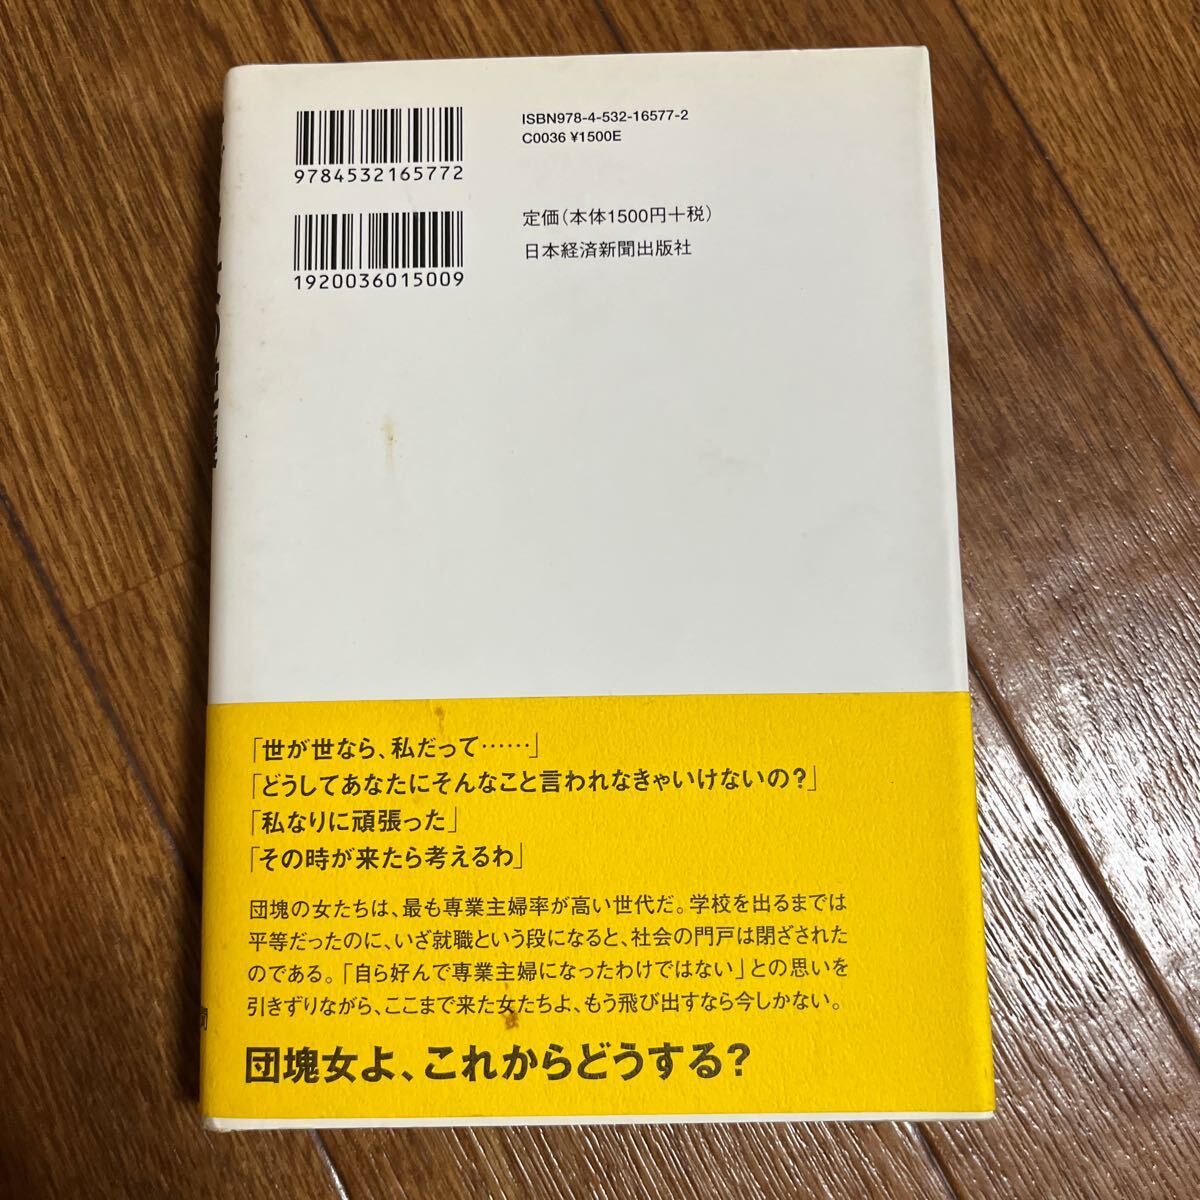 ISBN978-4-532-16577-2
C0036 ¥1500E
9784532165772
定価(本体1500円+税)
日本経済新聞出版社
1920036015009
「世が世なら、私だって……」
「どうしてあなたにそんなこと言われなきゃいけないの?」
「私なりに頑張った」
「その時が来たら考えるわ」
団塊の女たちは、最も専業主婦率が高い世代だ。学校を出るまでは
平等だったのに、いざ就職という段になると、社会の門戸は閉ざされた
のである。「自ら好んで専業主婦になったわけではない」との思いを
引きずりながら、ここまで来た女たちよ、もう飛び出すなら今しかない。
団塊女よ、これからどうする?